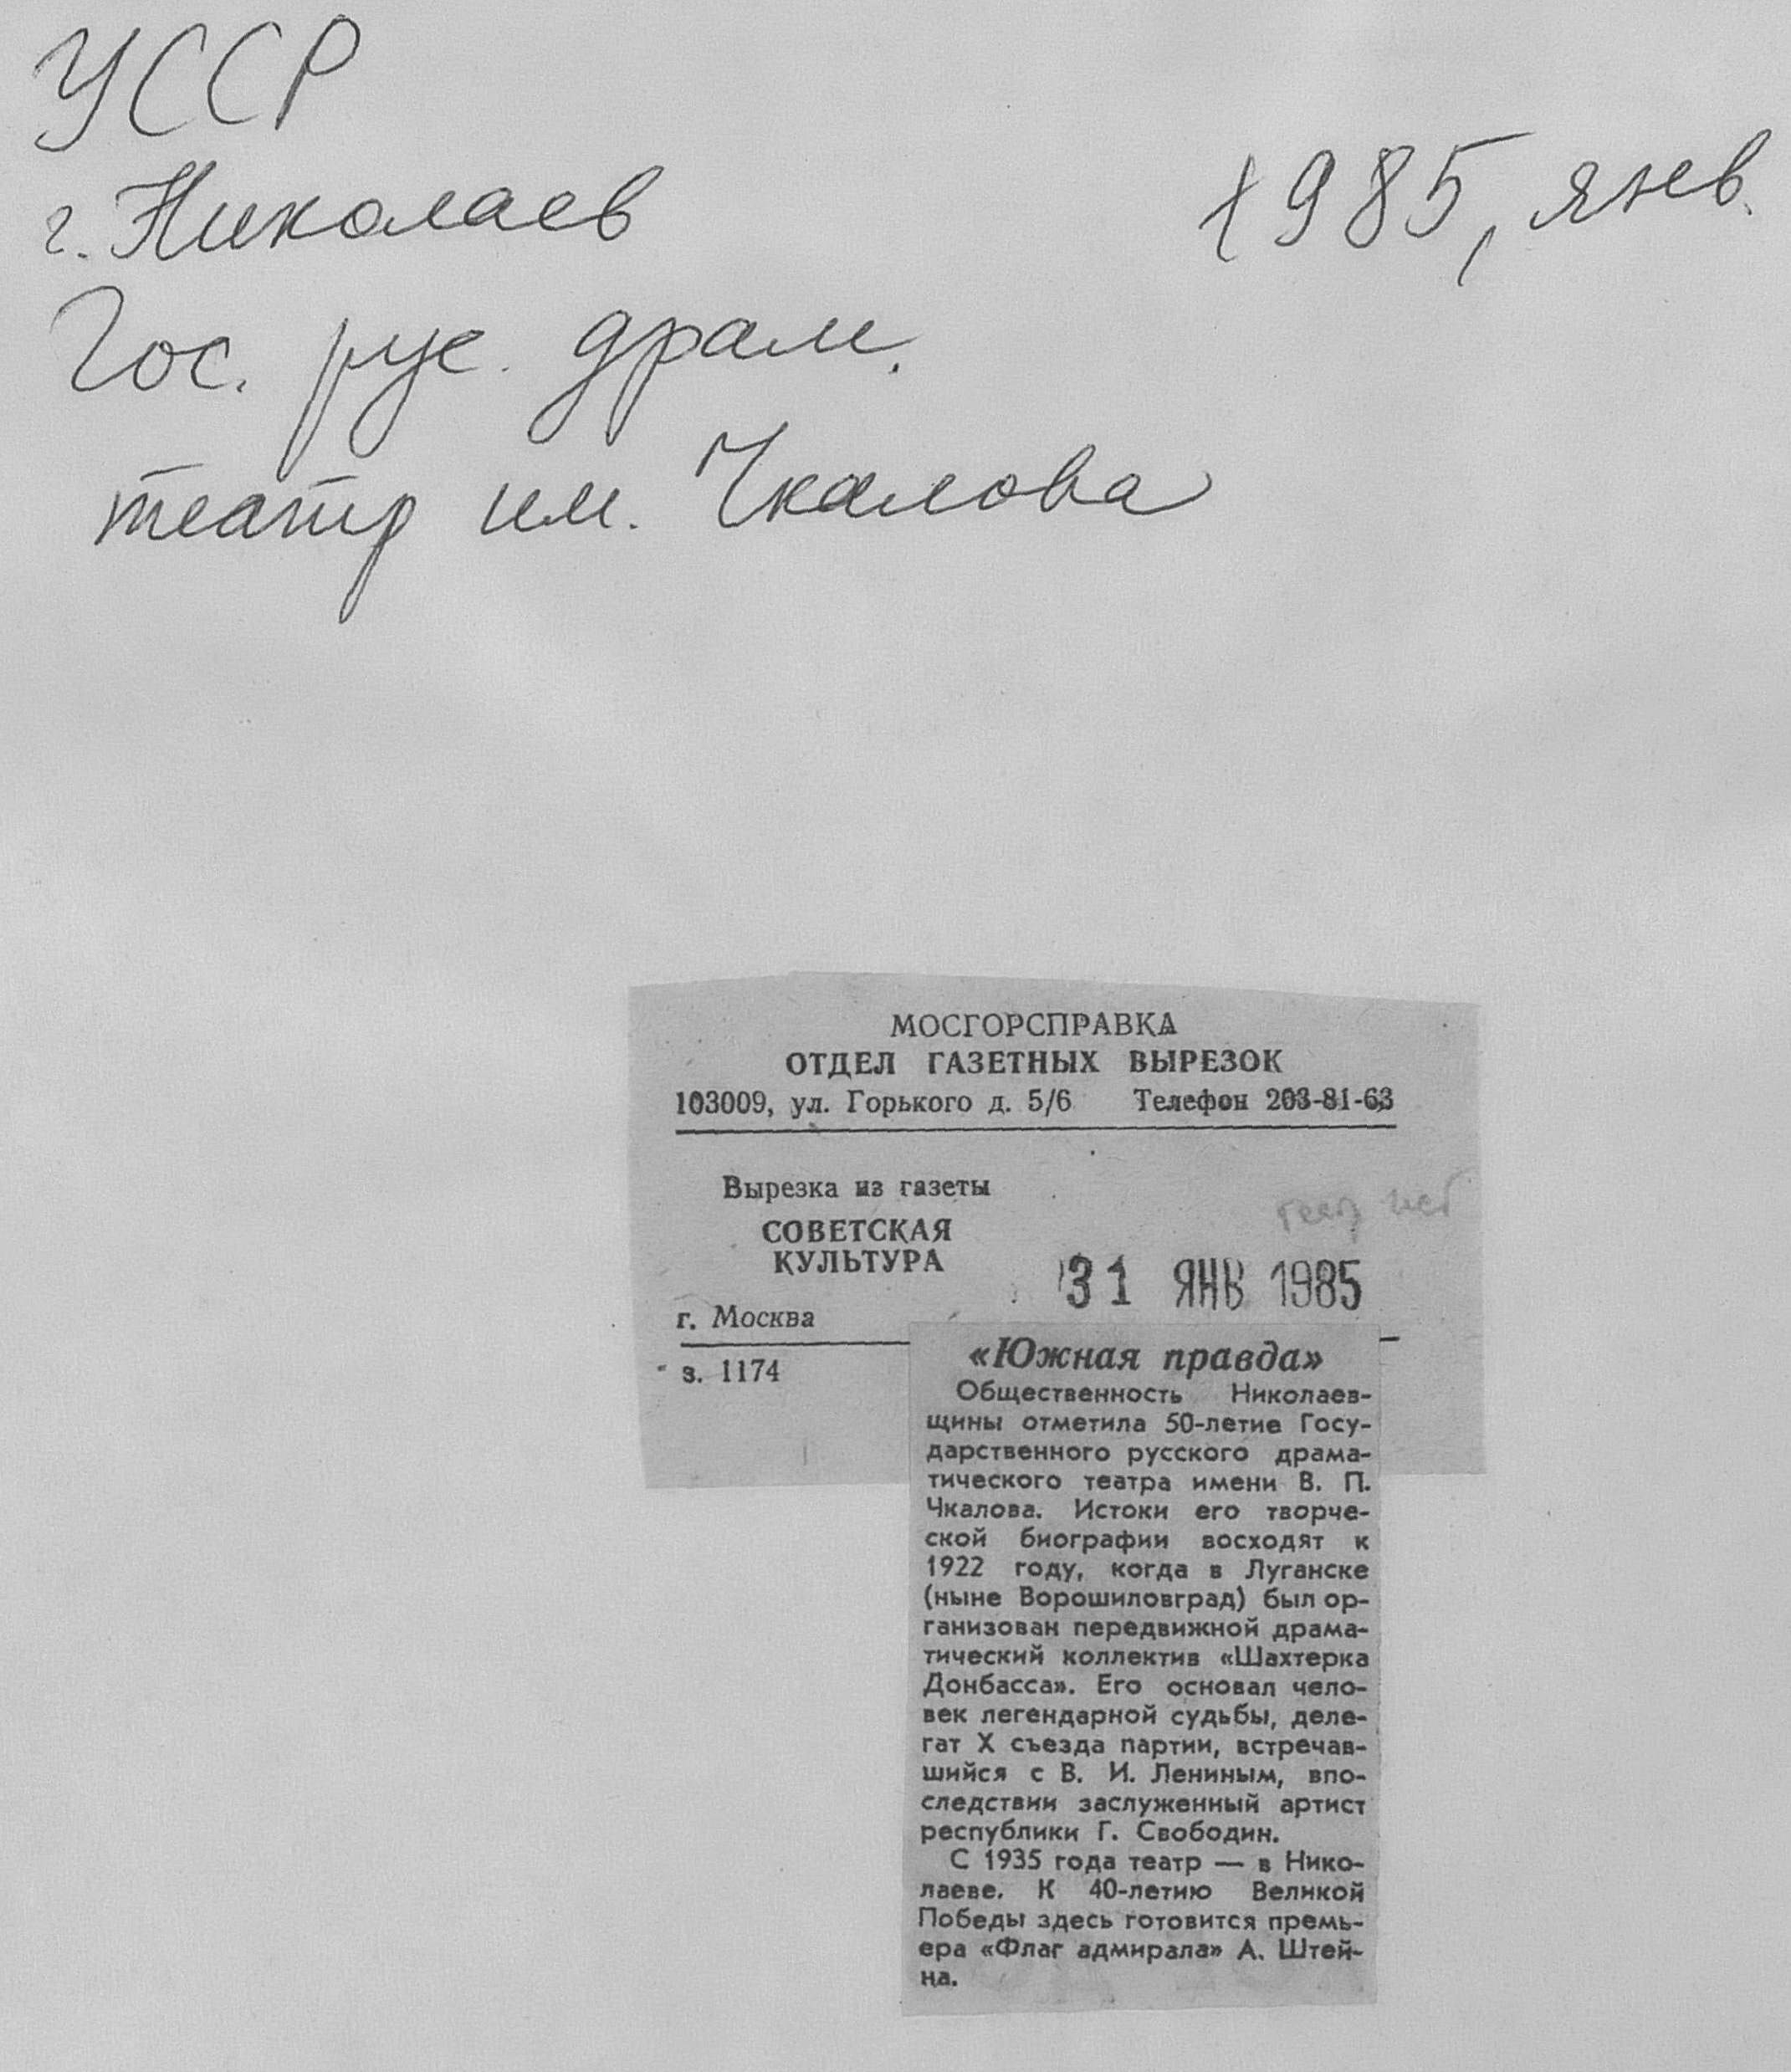 УССР
г. Николаев
1985, янв.
Гос. рус. драм.
театр им. Чкалова
МОСГОРСПРАВКА
ОТДЕЛ ГАЗЕТНЫХ ВЫРЕЗОК
103009, ул. Горького д. 5/6 Телефон 203-81-63
Вырезка из газеты
СОВЕТСКАЯ
КУЛЬТУРА
31 ЯНВ 1985
г. Москва
з. 1174
«Южная правда»
Общественность Николаев-
щины отметила 50-летие Госу-
дарственного русского драма-
тического театра имени В. П.
Чкалова. Истоки его творче-
ской биографии восходят к
1922 году, когда в Луганске
(ныне Ворошиловград) был ор-
ганизован передвижной драма-
тический коллектив «Шахтерка
Донбасса». Его основал чело-
век легендарной судьбы, деле-
гат X съезда партии, встречав-
шийся с В. И. Лениным, впо-
следствии заслуженный артист
республики Г. Свободин.
С 1935 года театр — в Нико-
лаеве. К 40-летию Великой
Победы здесь готовится премь-
ера «Флаг адмирала» А. Штей-
на.